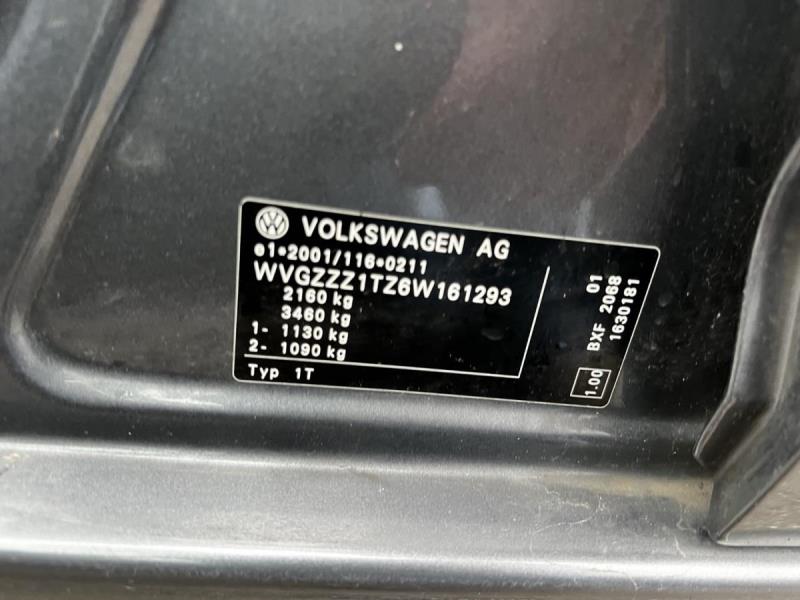 VOLKSWAGEN AG
e1*2001/116*0211
WVGZZZ1TZ6W161293
2160 kg
3460 kg
1- 1130 kg
2- 1090 kg
Typ 1T
01
BXF 2068
1630181
1.00